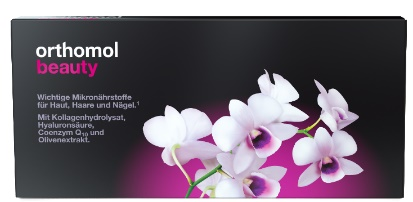 orthomol
beauty
Wichtige Mikronährstoffe
für Haut, Haare und Nägel.¹
Mit Kollagenhydrolysat,
Hyaluronsäure,
Coenzym Q₁₀ und
Olivenextrakt.